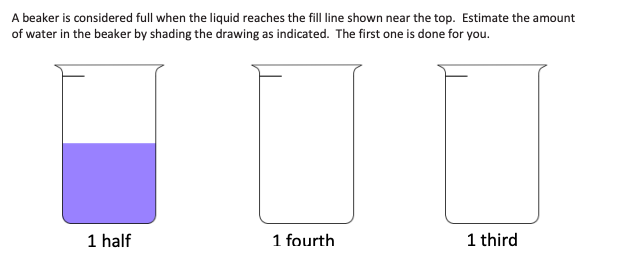 A beaker is considered full when the liquid reaches the fill line shown near the top.  Estimate the amount
of water in the beaker by shading the drawing as indicated.  The first one is done for you.
1 half
1 fourth
1 third